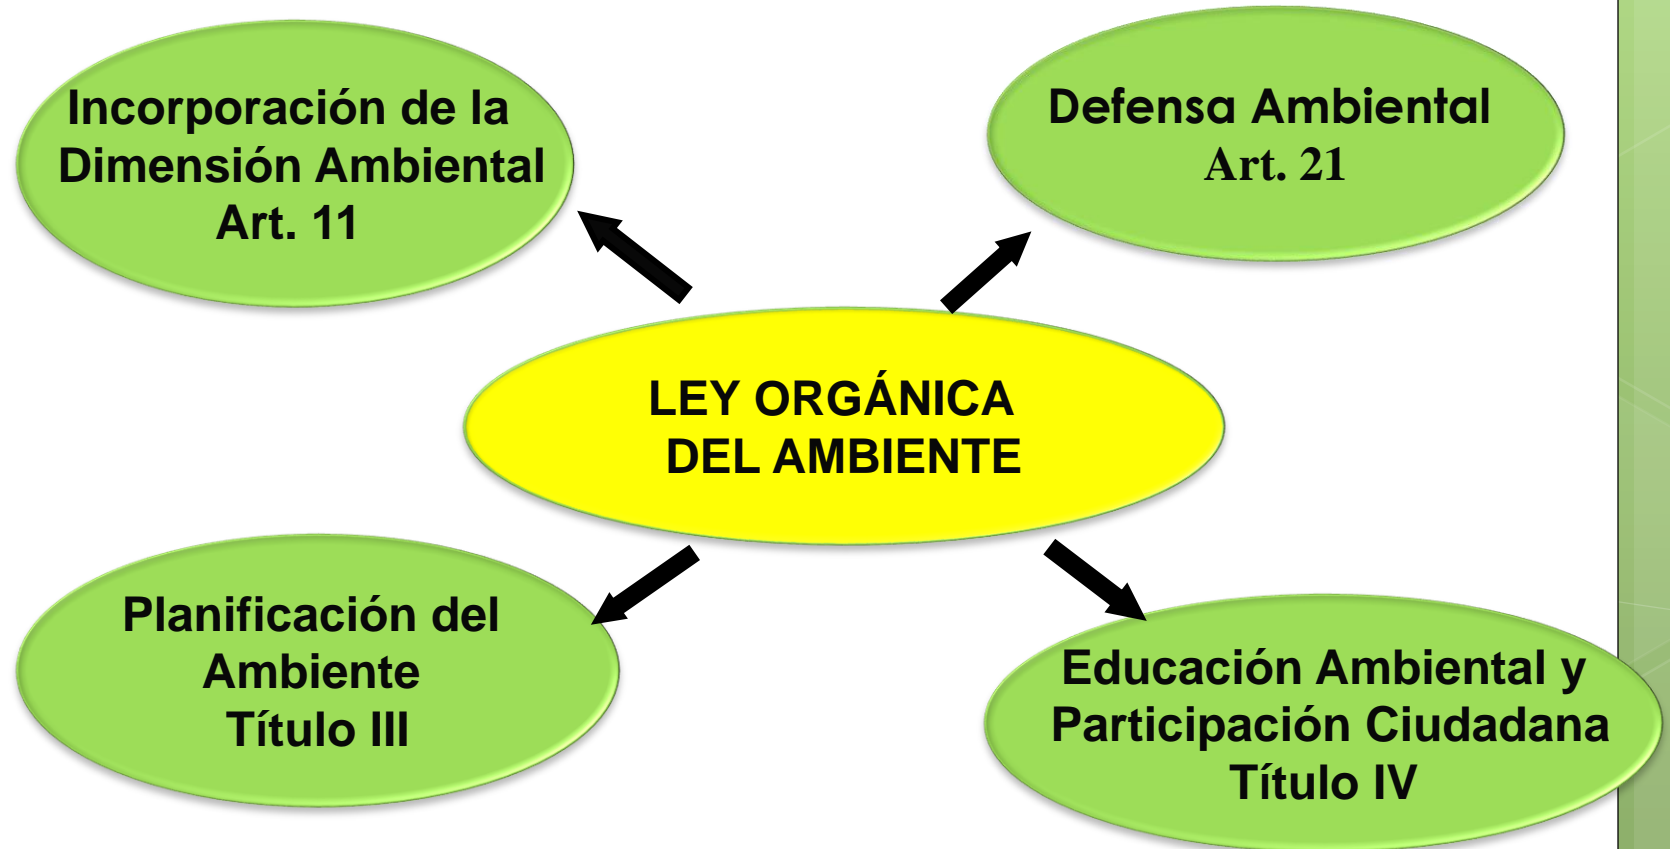 Incorporación de la
Dimensión Ambiental
Art. 11
Defensa Ambiental
Art. 21
LEY ORGÁNICA
DEL AMBIENTE
Planificación del
Ambiente
Título III
Educación Ambiental y
Participación Ciudadana
Título IV